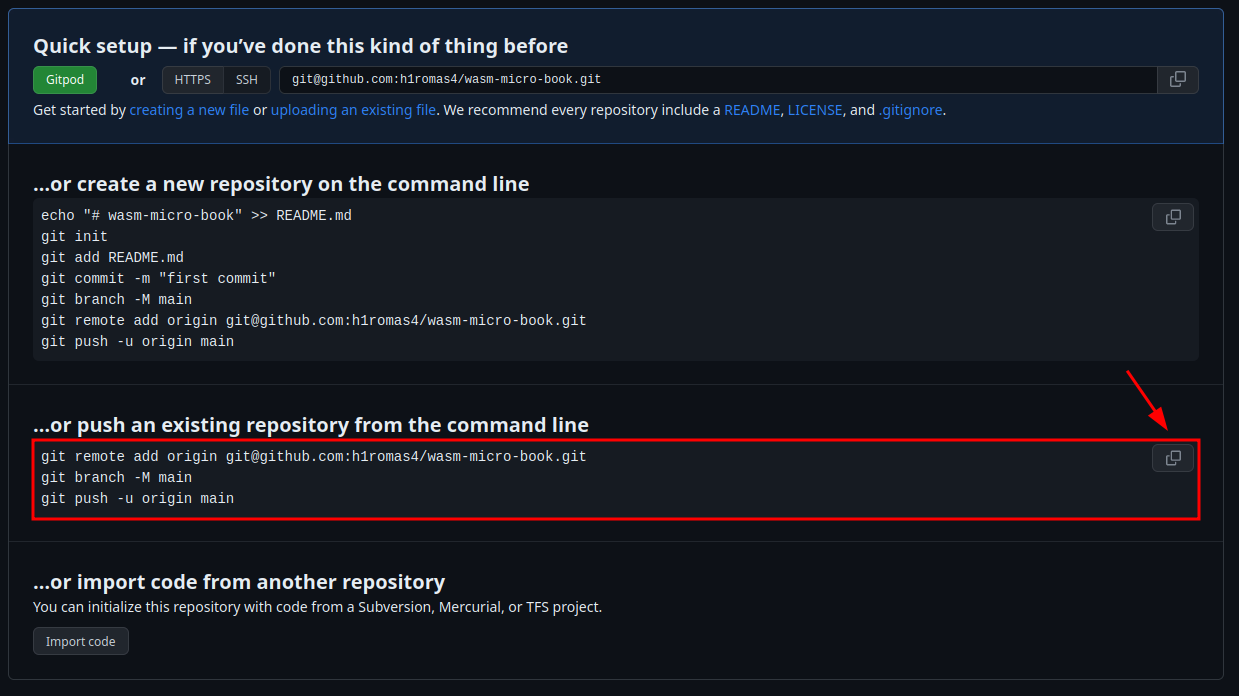 Quick setup — if you’ve done this kind of thing before
Gitpod or HTTPS SSH git@github.com:h1romas4/wasm-micro-book.git
Get started by creating a new file or uploading an existing file. We recommend every repository include a README, LICENSE, and .gitignore.
…or create a new repository on the command line
echo "# wasm-micro-book" >> README.md
git init
git add README.md
git commit -m "first commit"
git branch -M main
git remote add origin git@github.com:h1romas4/wasm-micro-book.git
git push -u origin main
…or push an existing repository from the command line
git remote add origin git@github.com:h1romas4/wasm-micro-book.git
git branch -M main
git push -u origin main
…or import code from another repository
You can initialize this repository with code from a Subversion, Mercurial, or TFS project.
Import code